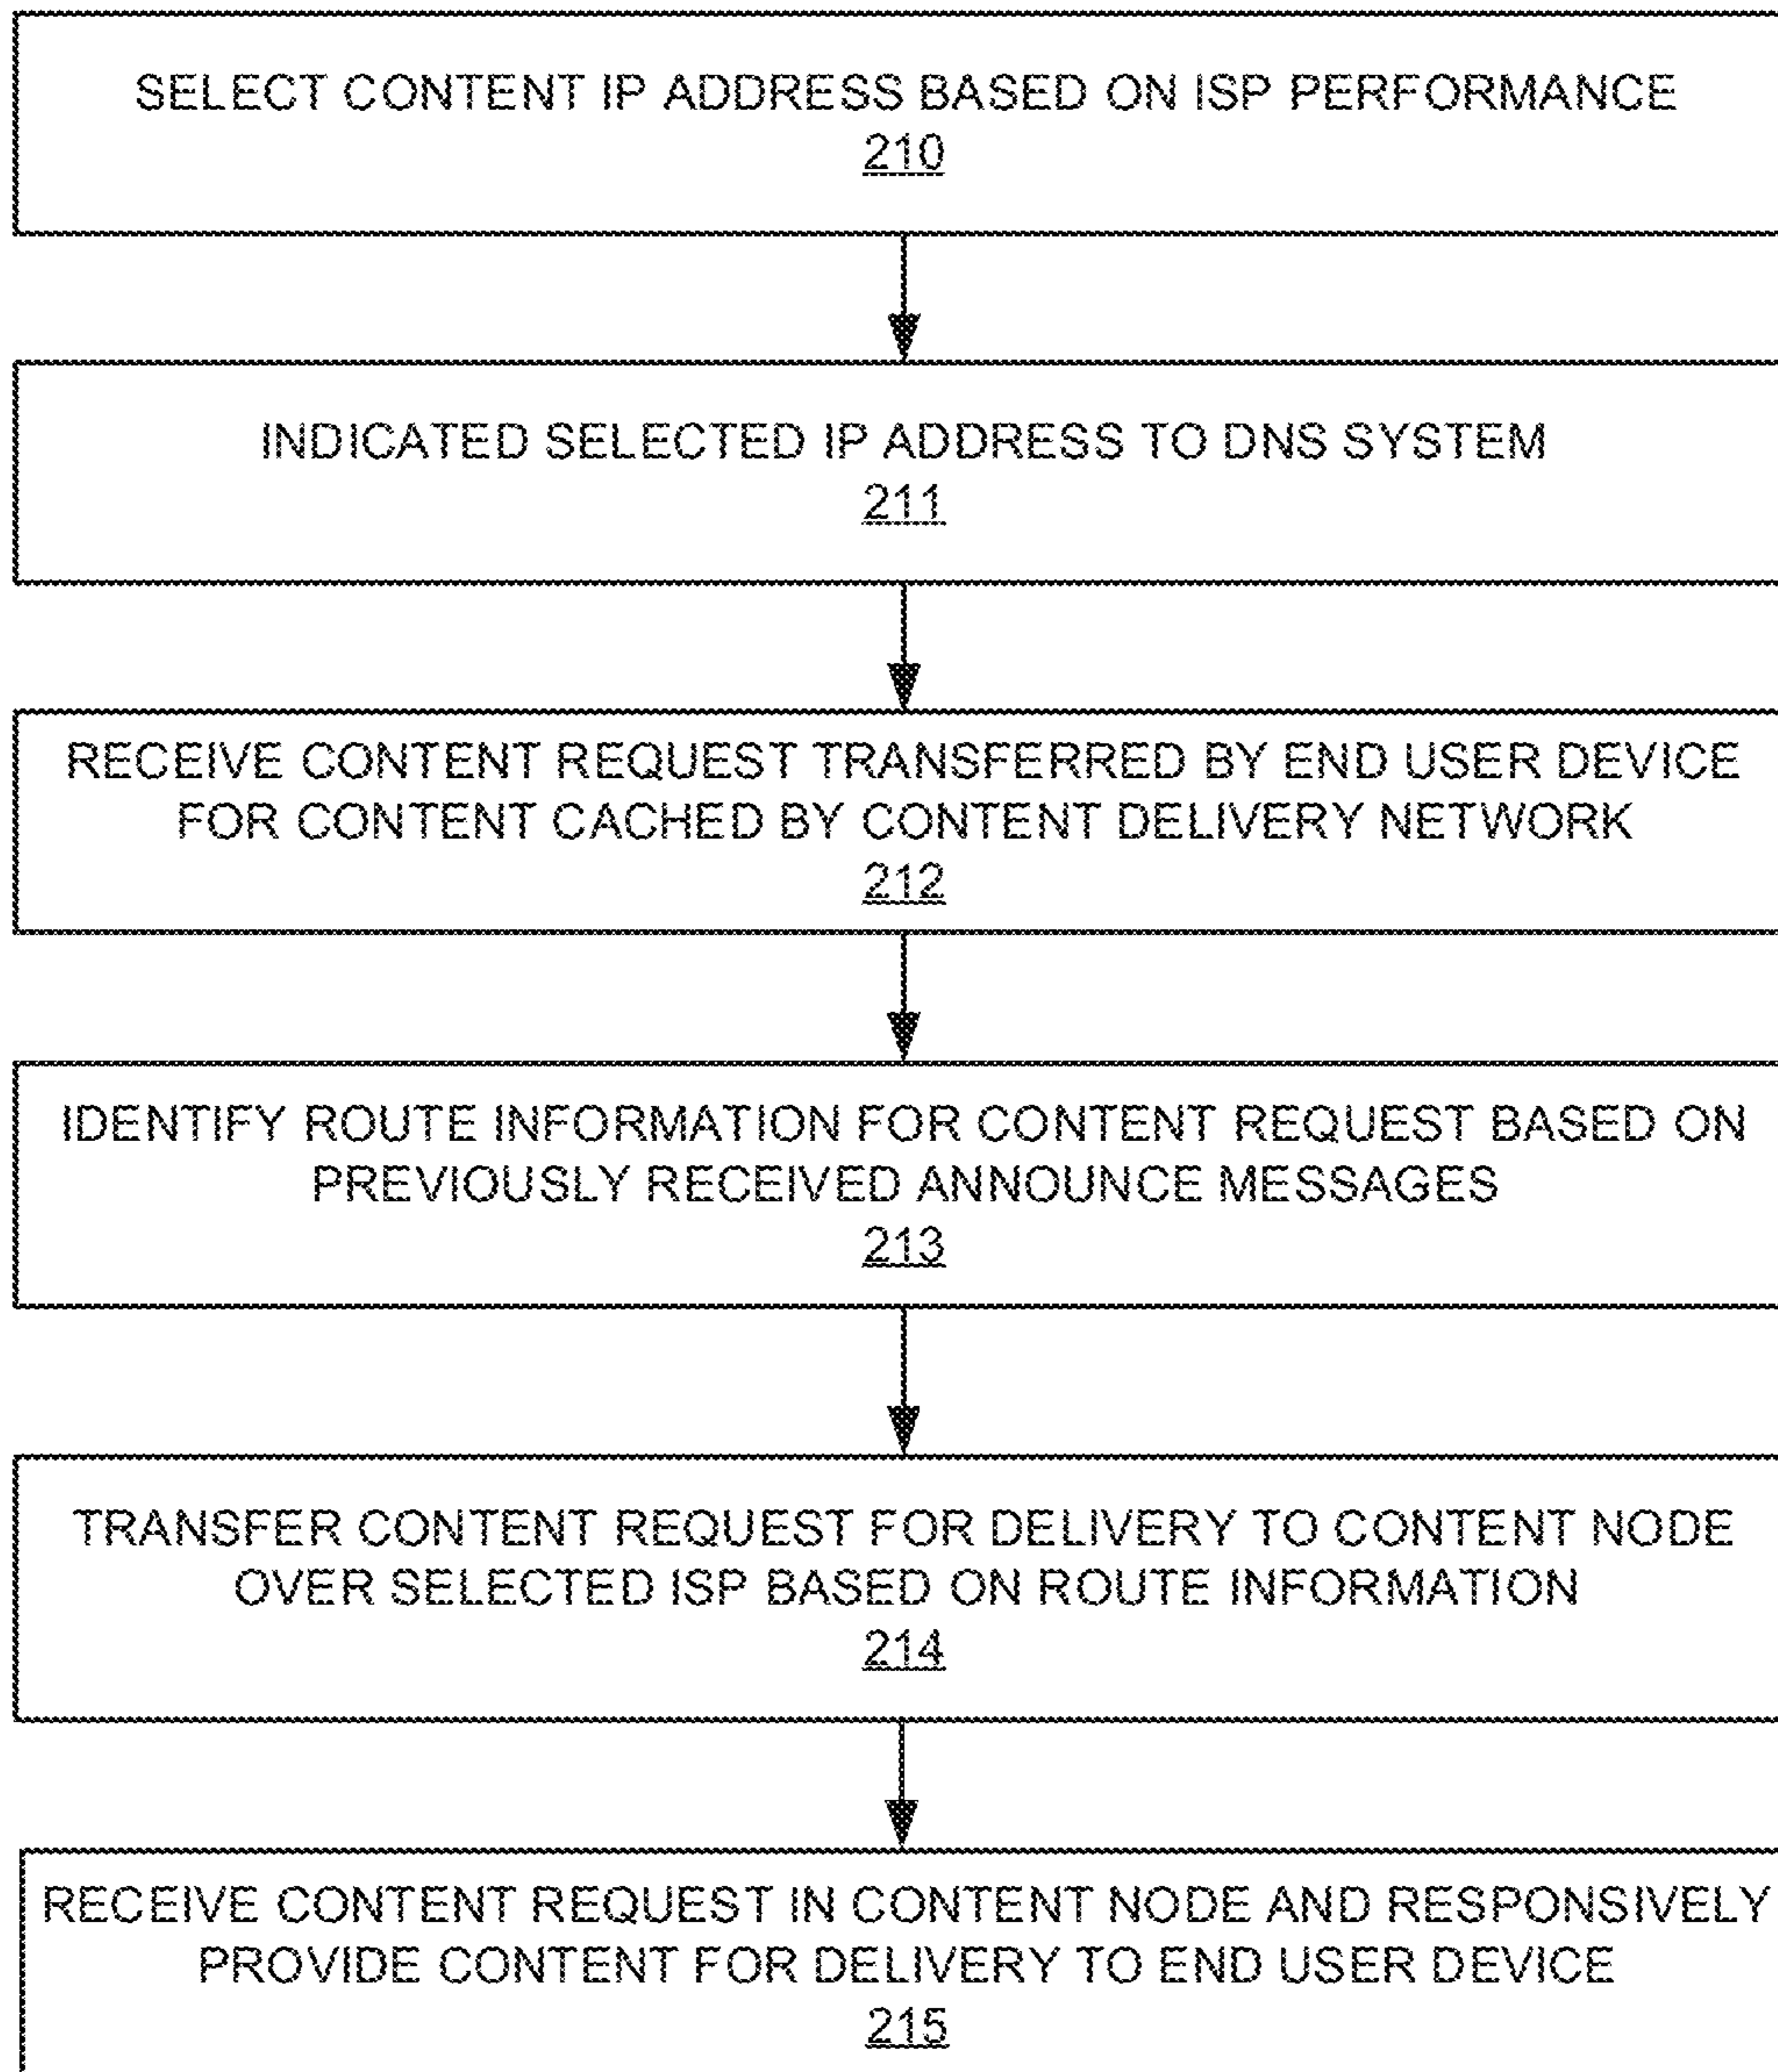 SELECT CONTENT IP ADDRESS BASED ON ISP PERFORMANCE
210
INDICATED SELECTED IP ADDRESS TO DNS SYSTEM
211
RECEIVE CONTENT REQUEST TRANSFERRED BY END USER DEVICE
FOR CONTENT CACHED BY CONTENT DELIVERY NETWORK
212
IDENTIFY ROUTE INFORMATION FOR CONTENT REQUEST BASED ON
PREVIOUSLY RECEIVED ANNOUNCE MESSAGES
213
TRANSFER CONTENT REQUEST FOR DELIVERY TO CONTENT NODE
OVER SELECTED ISP BASED ON ROUTE INFORMATION
214
RECEIVE CONTENT REQUEST IN CONTENT NODE AND RESPONSIVELY
PROVIDE CONTENT FOR DELIVERY TO END USER DEVICE
215